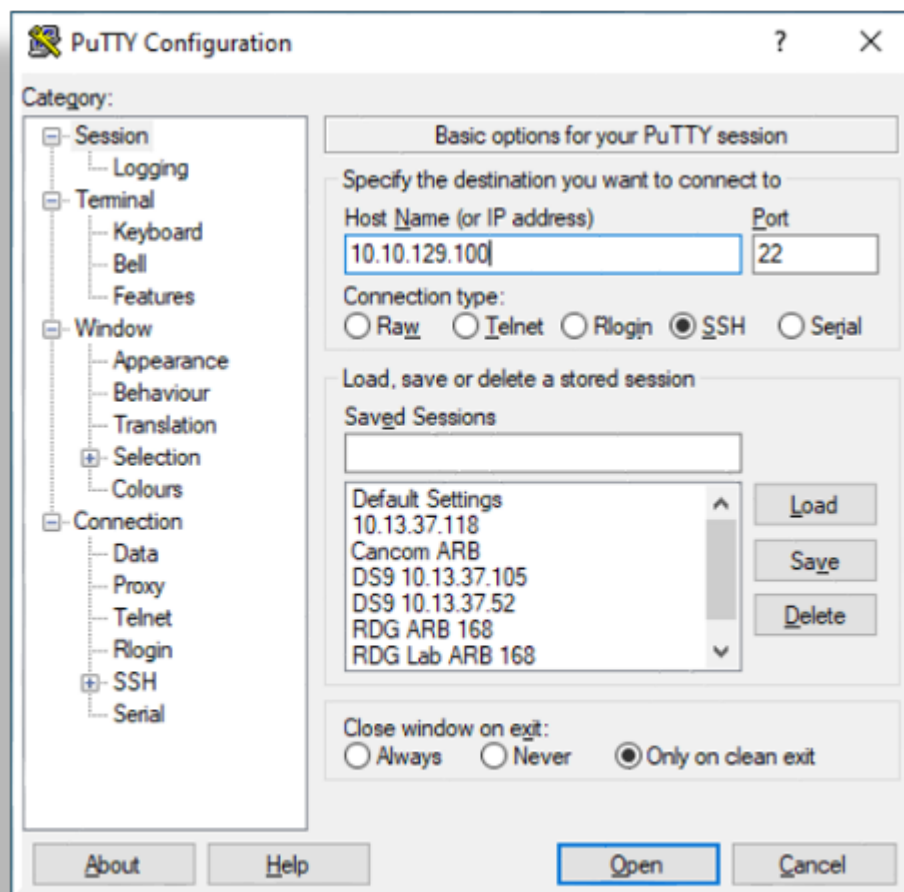 PuTTY Configuration
? ×
Category:
Session
Logging
Terminal
Keyboard
Bell
Features
Window
Appearance
Behaviour
Translation
Selection
Colours
Connection
Data
Proxy
Telnet
Rlogin
SSH
Serial
Basic options for your PuTTY session
Specify the destination you want to connect to
Host Name (or IP address) Port
10.10.129.100 22
Connection type:
Raw Telnet Rlogin SSH Serial
Load, save or delete a stored session
Saved Sessions
Default Settings
10.13.37.118
Cancom ARB
DS9 10.13.37.105
DS9 10.13.37.52
RDG ARB 168
RDG Lab ARB 168
Load
Save
Delete
Close window on exit:
Always Never Only on clean exit
About Help Open Cancel